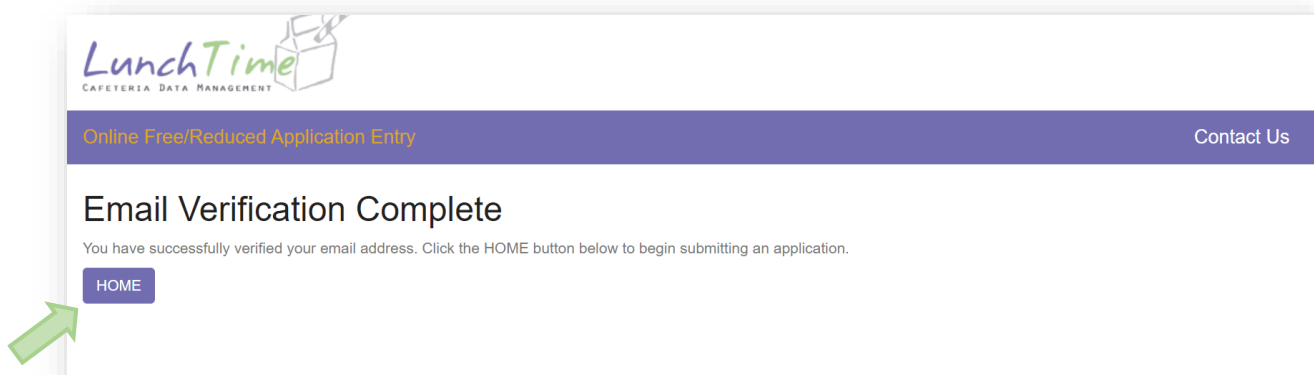 LunchTime
CAFETERIA DATA MANAGEMENT
Online Free/Reduced Application Entry
Contact Us
Email Verification Complete
You have successfully verified your email address. Click the HOME button below to begin submitting an application.
HOME